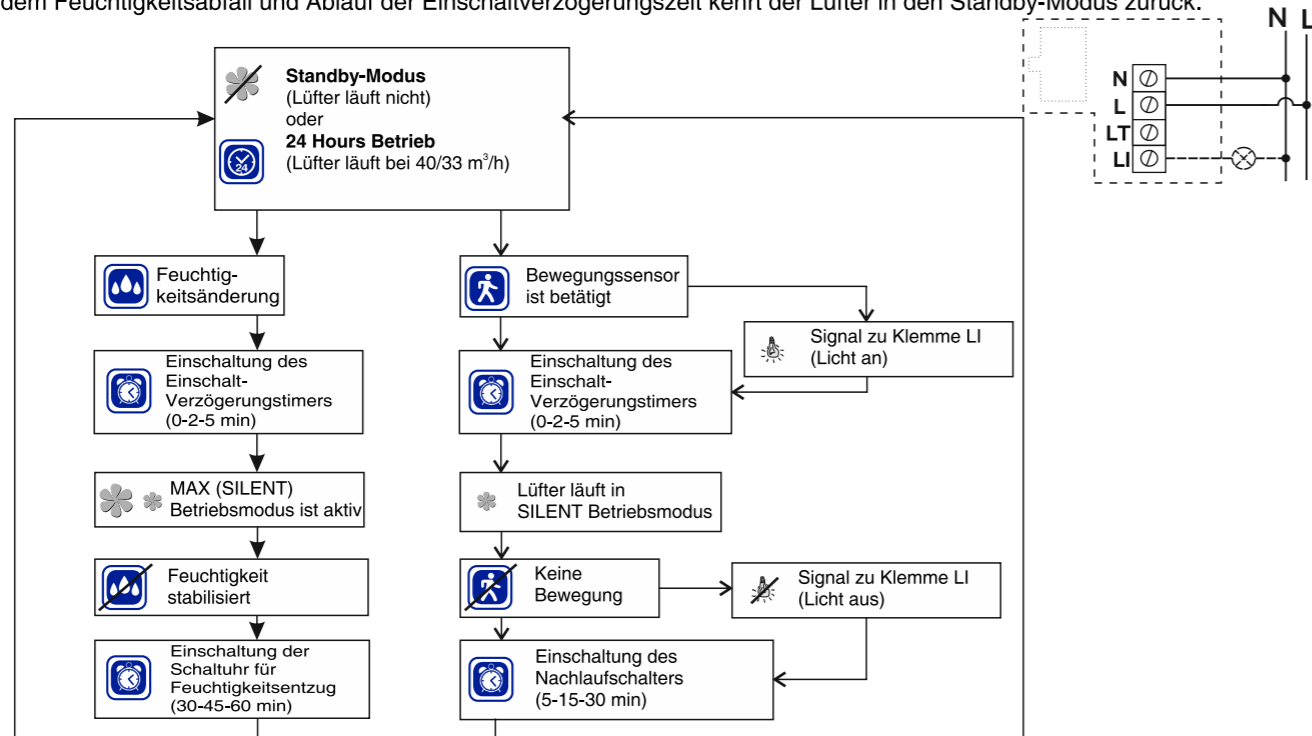 dem Feuchtigkeitsabfall und Ablauf der Einschaltverzögerungszeit kehrt der Lüfter in den Standby-Modus zurück.
N L
Standby-Modus
(Lüfter läuft nicht)
oder
24 Hours Betrieb
(Lüfter läuft bei 40/33 m³/h)
24
N
L
LT
LI
Feuchtig-
keitsänderung
Bewegungssensor
ist betätigt
Signal zu Klemme LI
(Licht an)
Einschaltung des
Einschalt-
Verzögerungstimers
(0-2-5 min)
Einschaltung des
Einschalt-
Verzögerungstimers
(0-2-5 min)
MAX (SILENT)
Betriebsmodus ist aktiv
Lüfter läuft in
SILENT Betriebsmodus
Feuchtigkeit
stabilisiert
Keine
Bewegung
Signal zu Klemme LI
(Licht aus)
Einschaltung der
Schaltuhr für
Feuchtigkeitsentzug
(30-45-60 min)
Einschaltung des
Nachlaufschalters
(5-15-30 min)